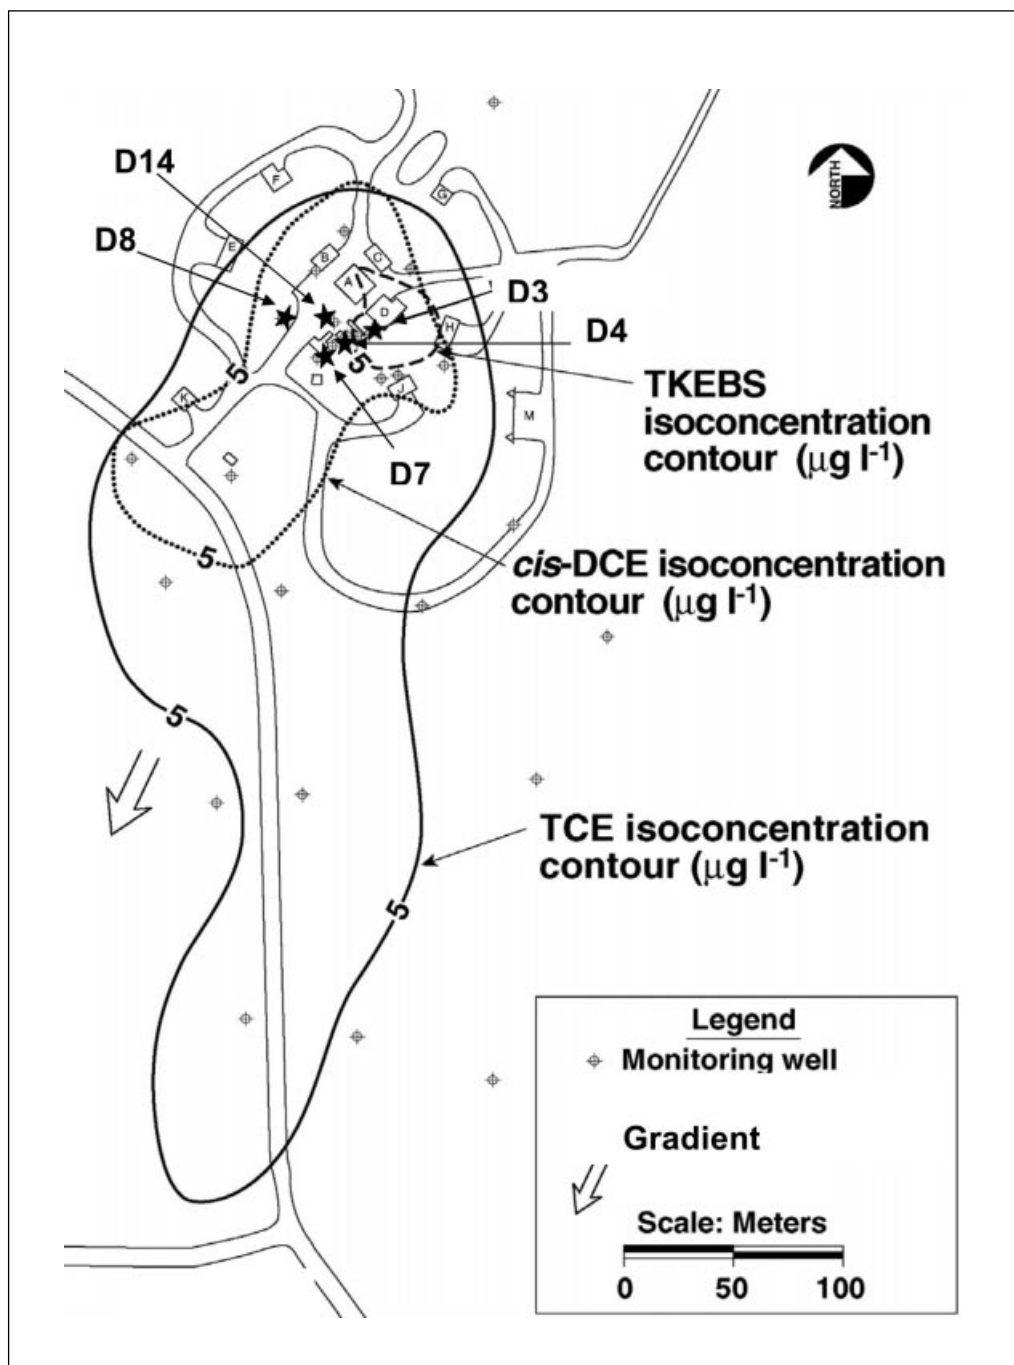 D14
F
G
D8
E
B
C
A
NORTH
D3
D
H
D4
5
5
TKEBS
isoconcentration
contour (μg l-1)
J
K
M
D7
5
cis-DCE isoconcentration
contour (μg l-1)
5
TCE isoconcentration
contour (μg l-1)
5
Legend
Monitoring well
Gradient
Scale: Meters
0 50 100